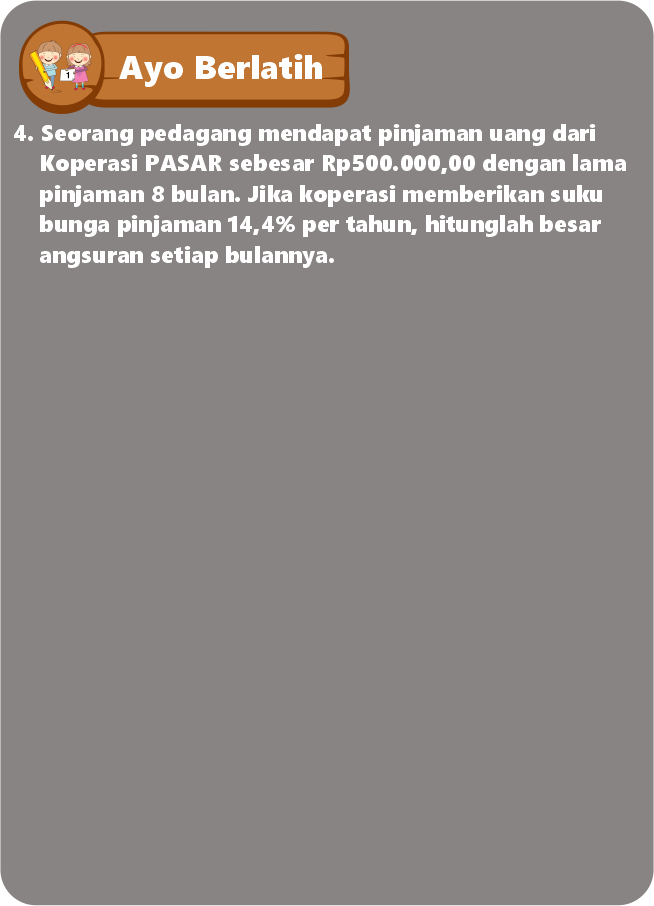 Ayo Berlatih
1
4. Seorang pedagang mendapat pinjaman uang dari
Koperasi PASAR sebesar Rp500.000,00 dengan lama
pinjaman 8 bulan. Jika koperasi memberikan suku
bunga pinjaman 14,4% per tahun, hitunglah besar
angsuran setiap bulannya.